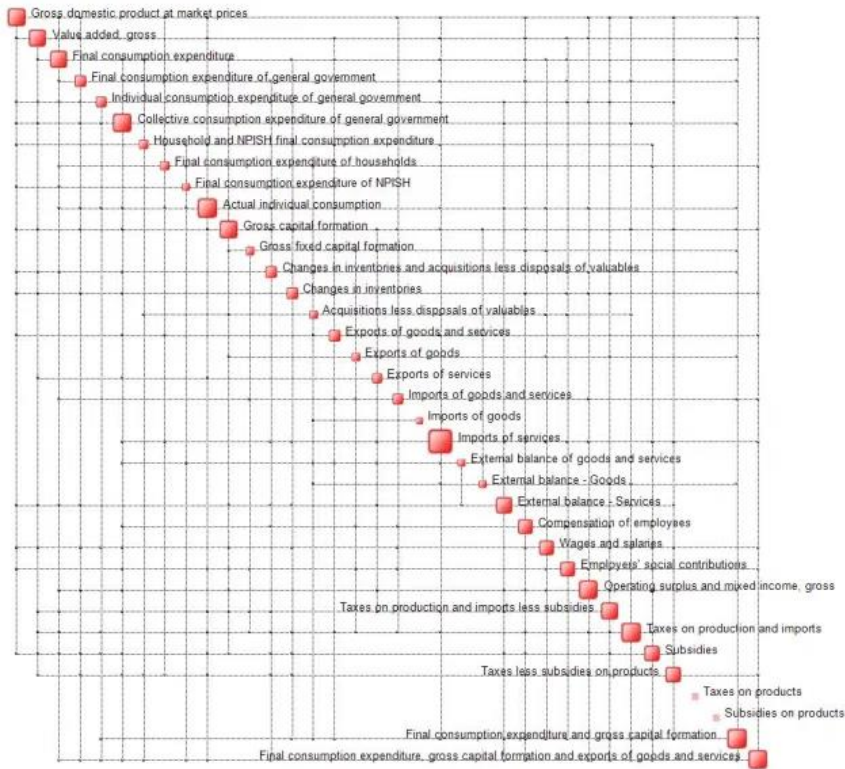 Gross domestic product at market prices
Value added, gross
Final consumption expenditure
Final consumption expenditure of general government
Individual consumption expenditure of general government
Collective consumption expenditure of general government
Household and NPISH final consumption expenditure
Final consumption expenditure of households
Final consumption expenditure of NPISH
Actual individual consumption
Gross capital formation
Gross fixed capital formation
Changes in inventories and acquisitions less disposals of valuables
Changes in inventories
Acquisitions less disposals of valuables
Exports of goods and services
Exports of goods
Exports of services
Imports of goods and services
Imports of goods
Imports of services
External balance of goods and services
External balance - Goods
External balance - Services
Compensation of employees
Wages and salaries
Employers' social contributions
Operating surplus and mixed income, gross
Taxes on production and imports less subsidies
Taxes on production and imports
Subsidies
Taxes less subsidies on products
Taxes on products
Subsidies on products
Final consumption expenditure and gross capital formation
Final consumption expenditure, gross capital formation and exports of goods and services